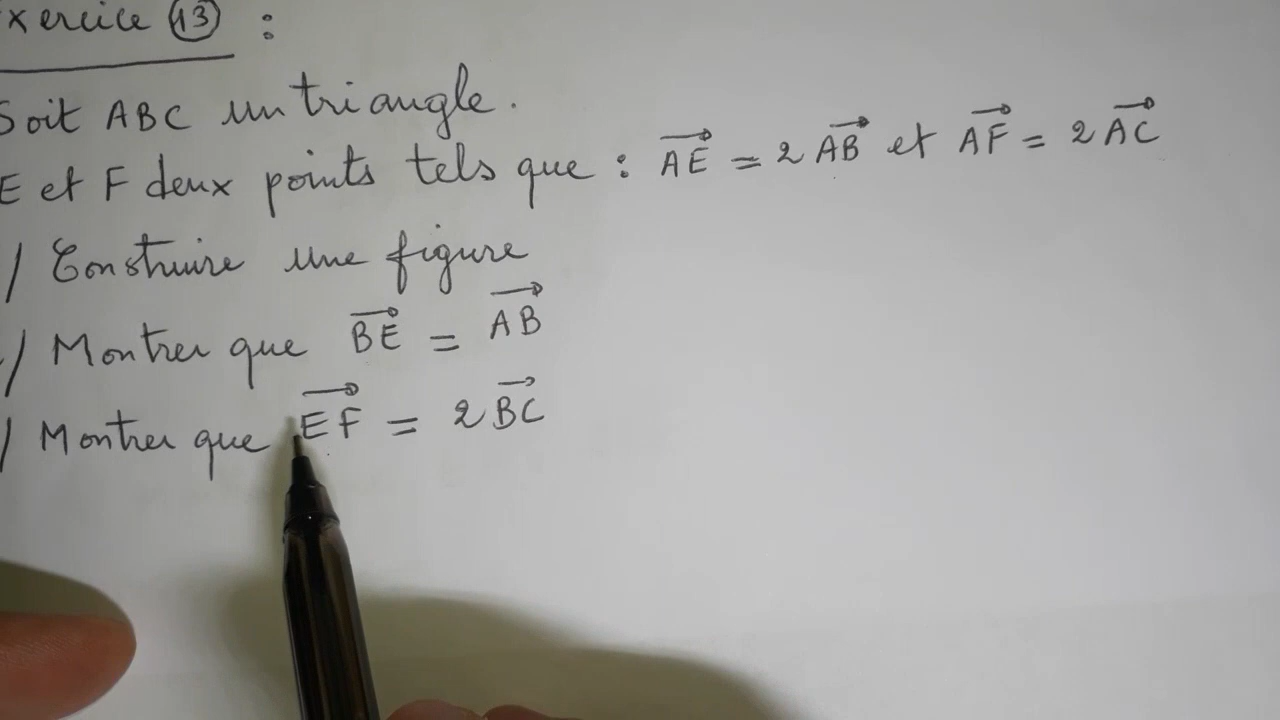 xercice 13 :
Soit ABC un triangle.
E et F deux points tels que : AE = 2 AB et AF = 2 AC
/ Construire une figure
/ Montrer que BE = AB
/ Montrer que EF = 2 BC